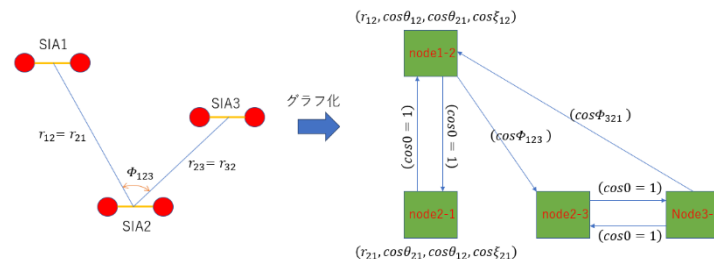 SIA1
SIA3
r₁₂= r₂₁
Φ₁₂₃
r₂₃= r₃₂
SIA2
グラフ化
(r₁₂, cosθ₁₂, cosθ₂₁, cosξ₁₂)
node1-2
(cos0 = 1)
(cos0 = 1)
(cosΦ₁₂₃)
(cosΦ₃₂₁)
(cos0 = 1)
node2-1
node2-3
Node3-
(cos0 = 1)
(r₂₁, cosθ₂₁, cosθ₁₂, cosξ₂₁)